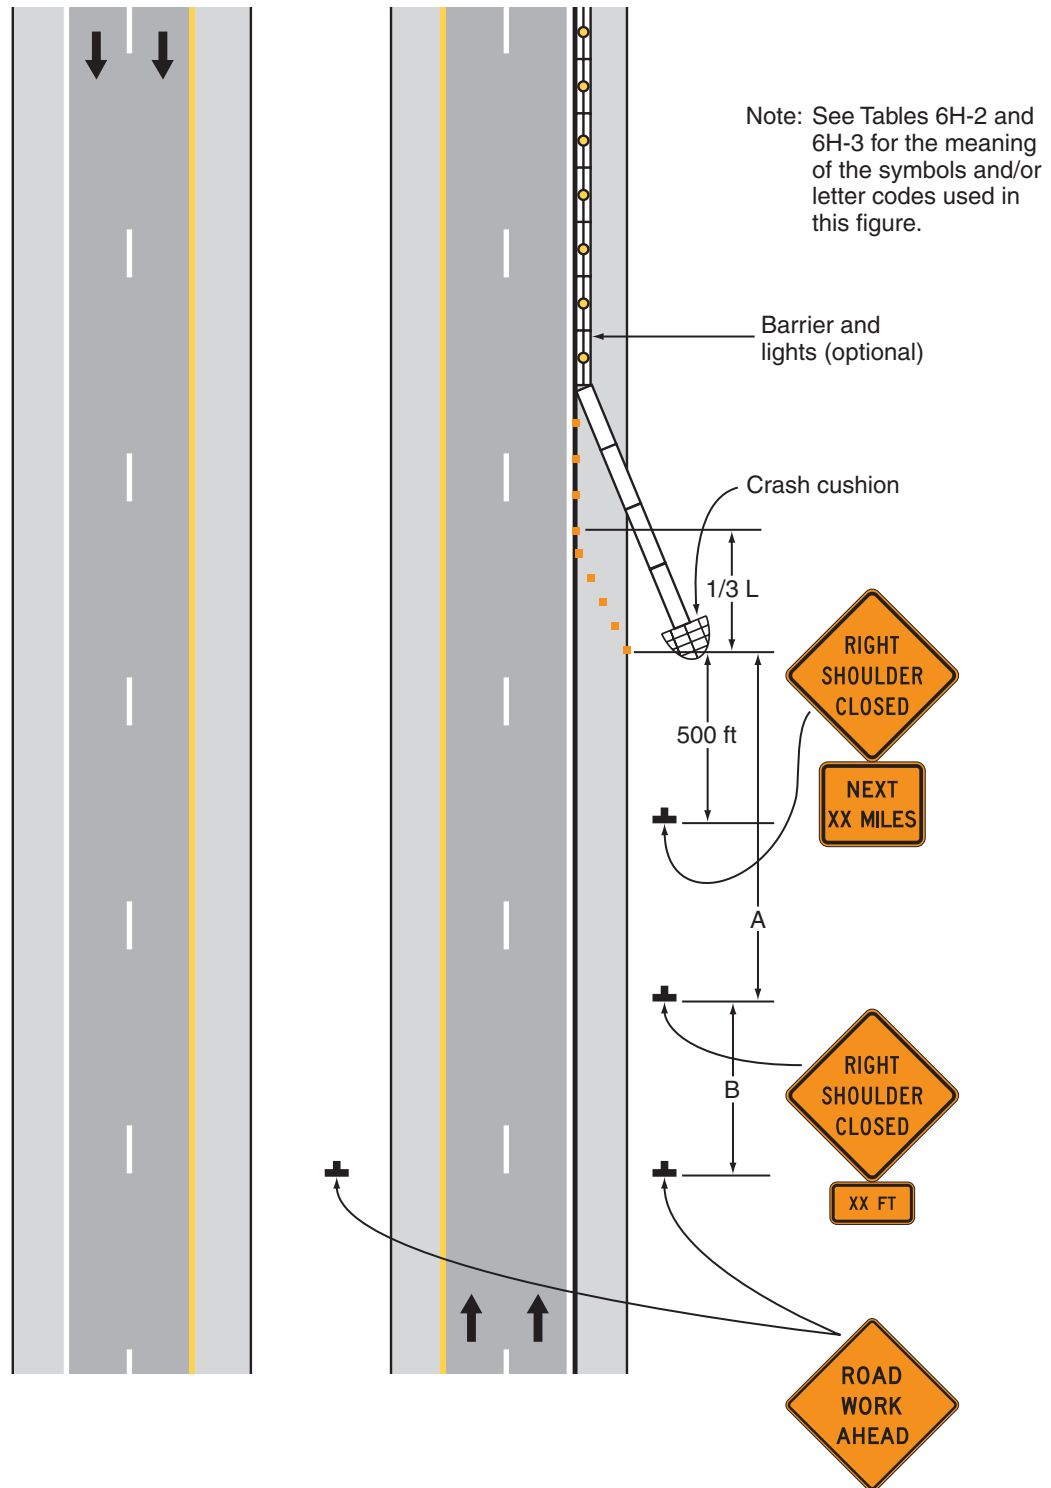 Note: See Tables 6H-2 and
6H-3 for the meaning
of the symbols and/or
letter codes used in
this figure.
Barrier and
lights (optional)
Crash cushion
1/3 L
RIGHT
SHOULDER
CLOSED
500 ft
NEXT
XX MILES
A
RIGHT
SHOULDER
CLOSED
B
XX FT
ROAD
WORK
AHEAD